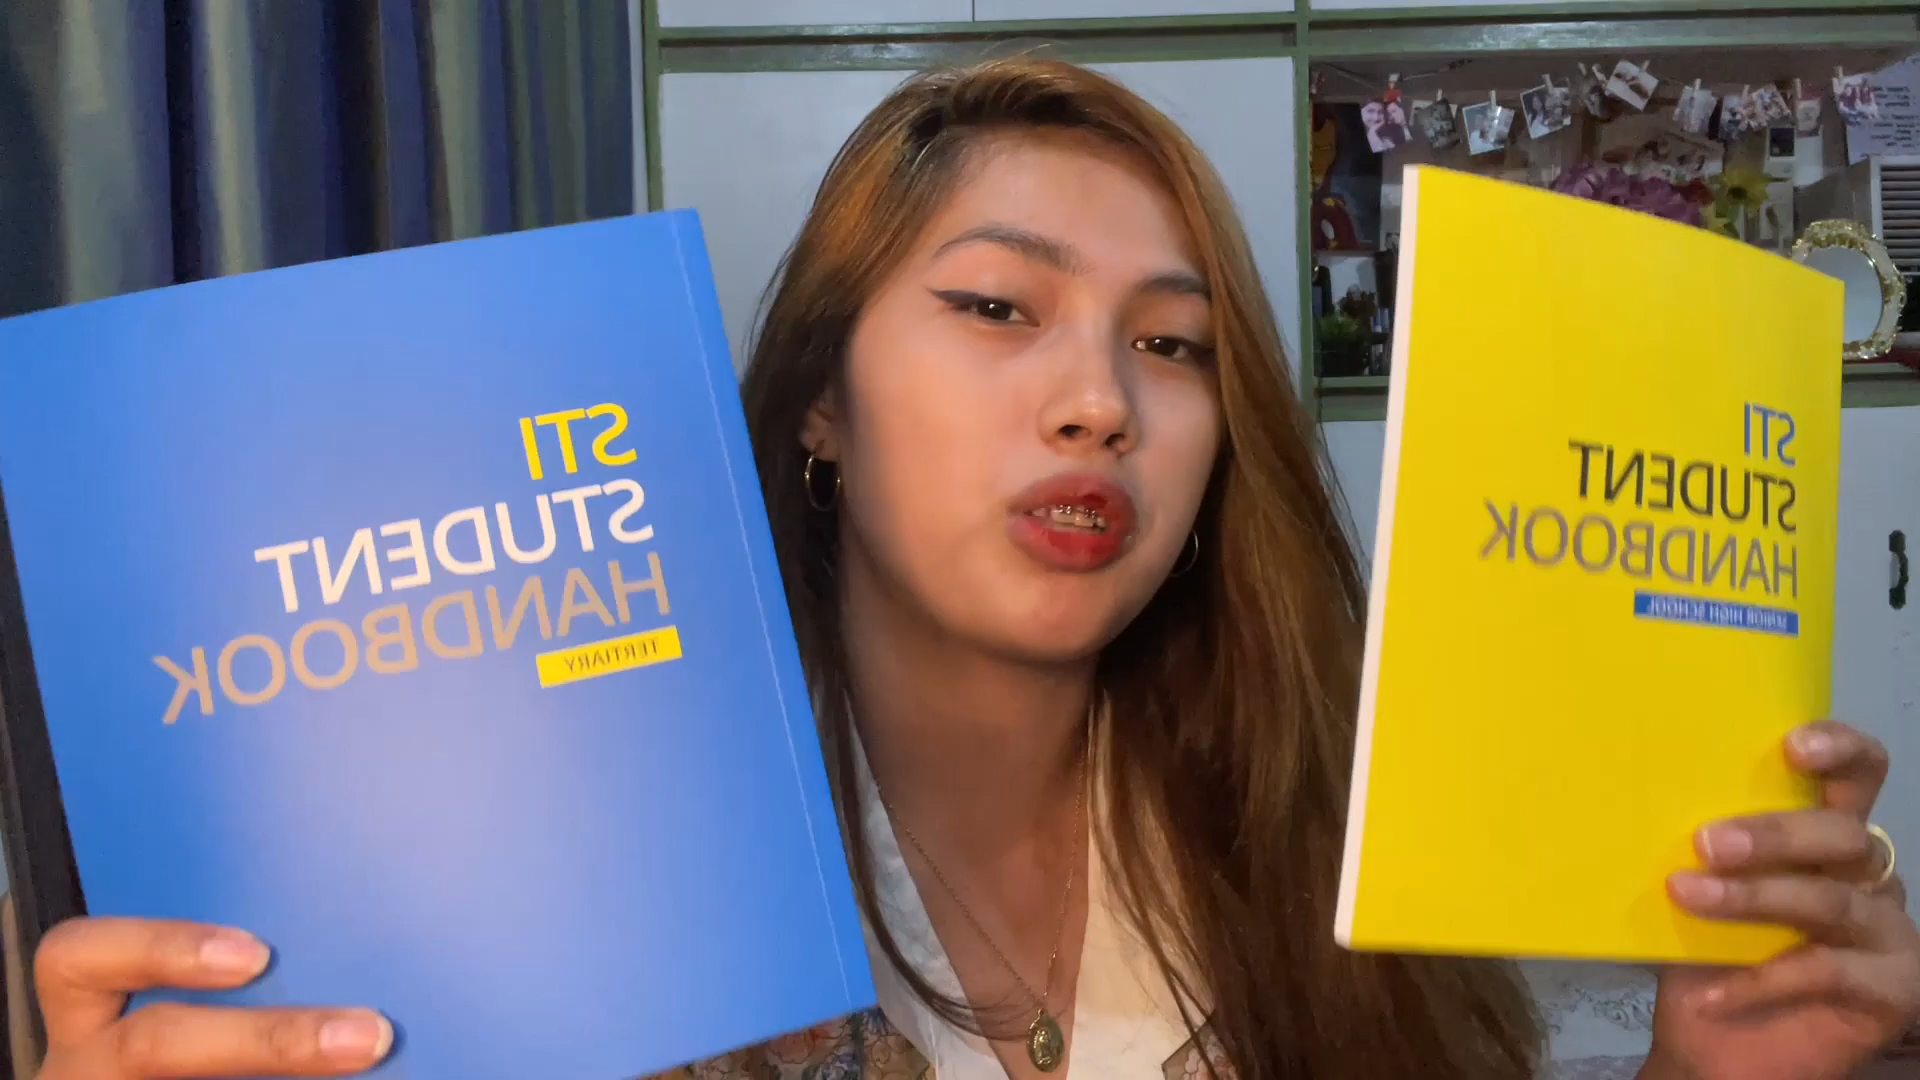 STI
STUDENT
HANDBOOK
TERTIARY
STI
STUDENT
HANDBOOK
SENIOR HIGH SCHOOL